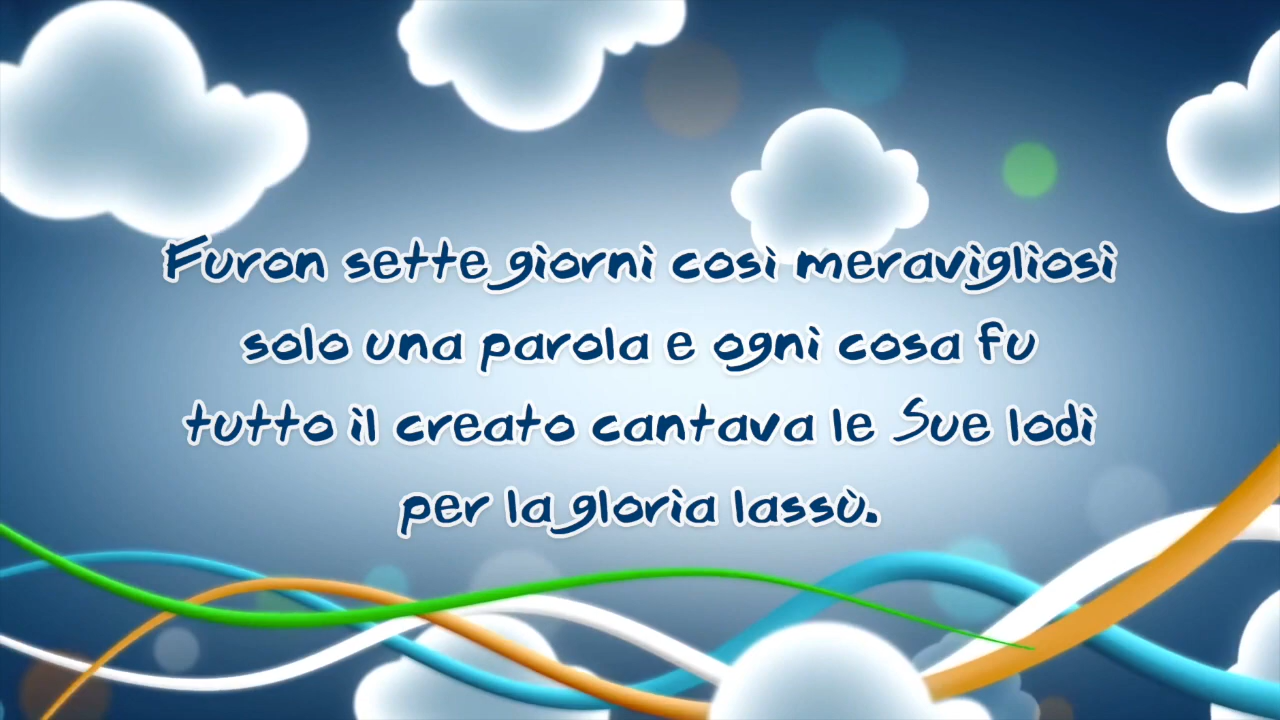 Furon sette giorni così meravigliosi
solo una parola e ogni cosa fu
tutto il creato cantava le Sue lodi
per la gloria lassù.